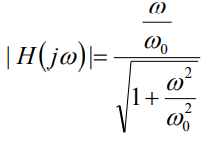 |H(jω)|= (ω/ω₀) / √(1 + ω²/ω₀²)